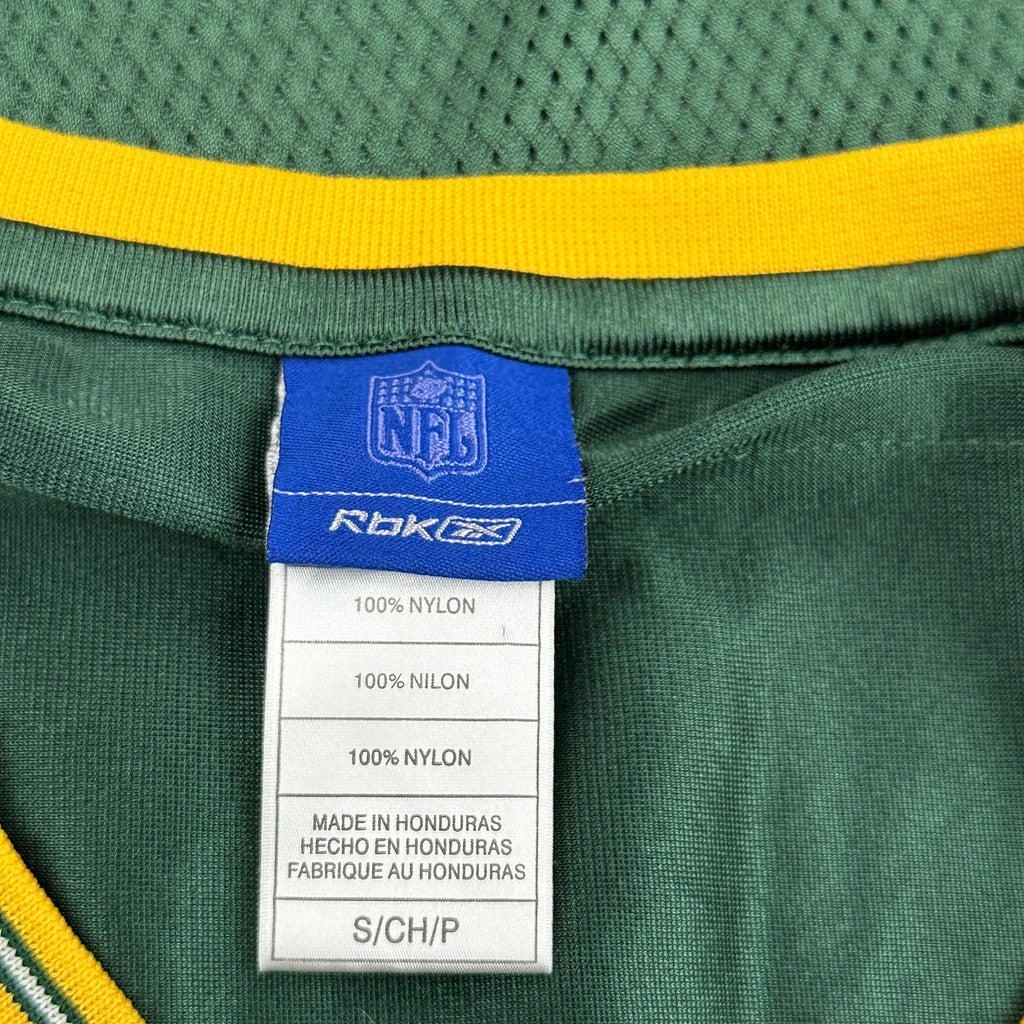 NFL
Rbk
100% NYLON
100% NILON
100% NYLON
MADE IN HONDURAS
HECHO EN HONDURAS
FABRIQUE AU HONDURAS
S/CH/P